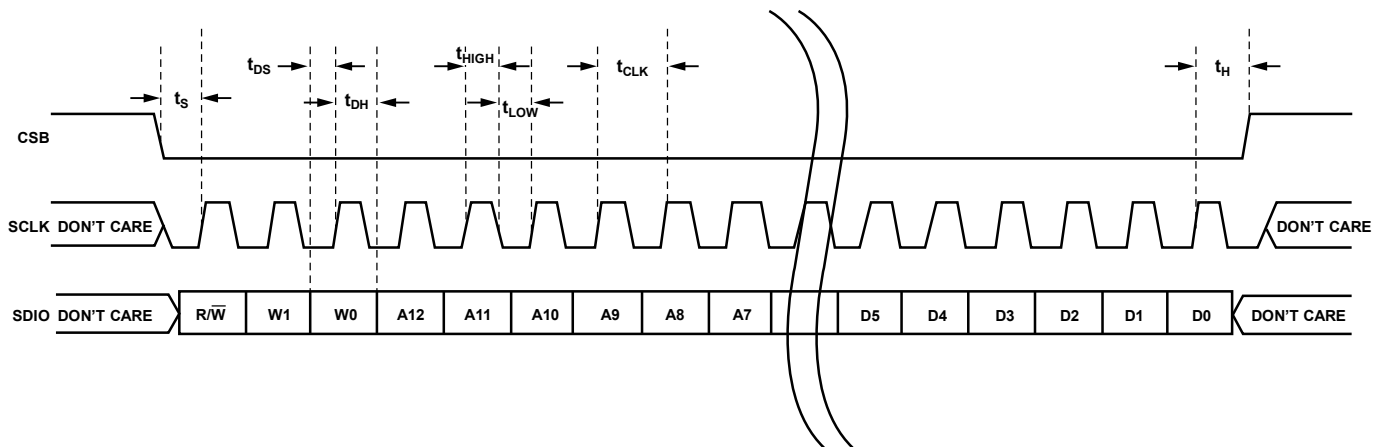 tDS
tHIGH
tCLK
tH
tS
tDH
tLOW
CSB
SCLK DON'T CARE
DON'T CARE
SDIO DON'T CARE
R/W̅
W1
W0
A12
A11
A10
A9
A8
A7
D5
D4
D3
D2
D1
D0
DON'T CARE